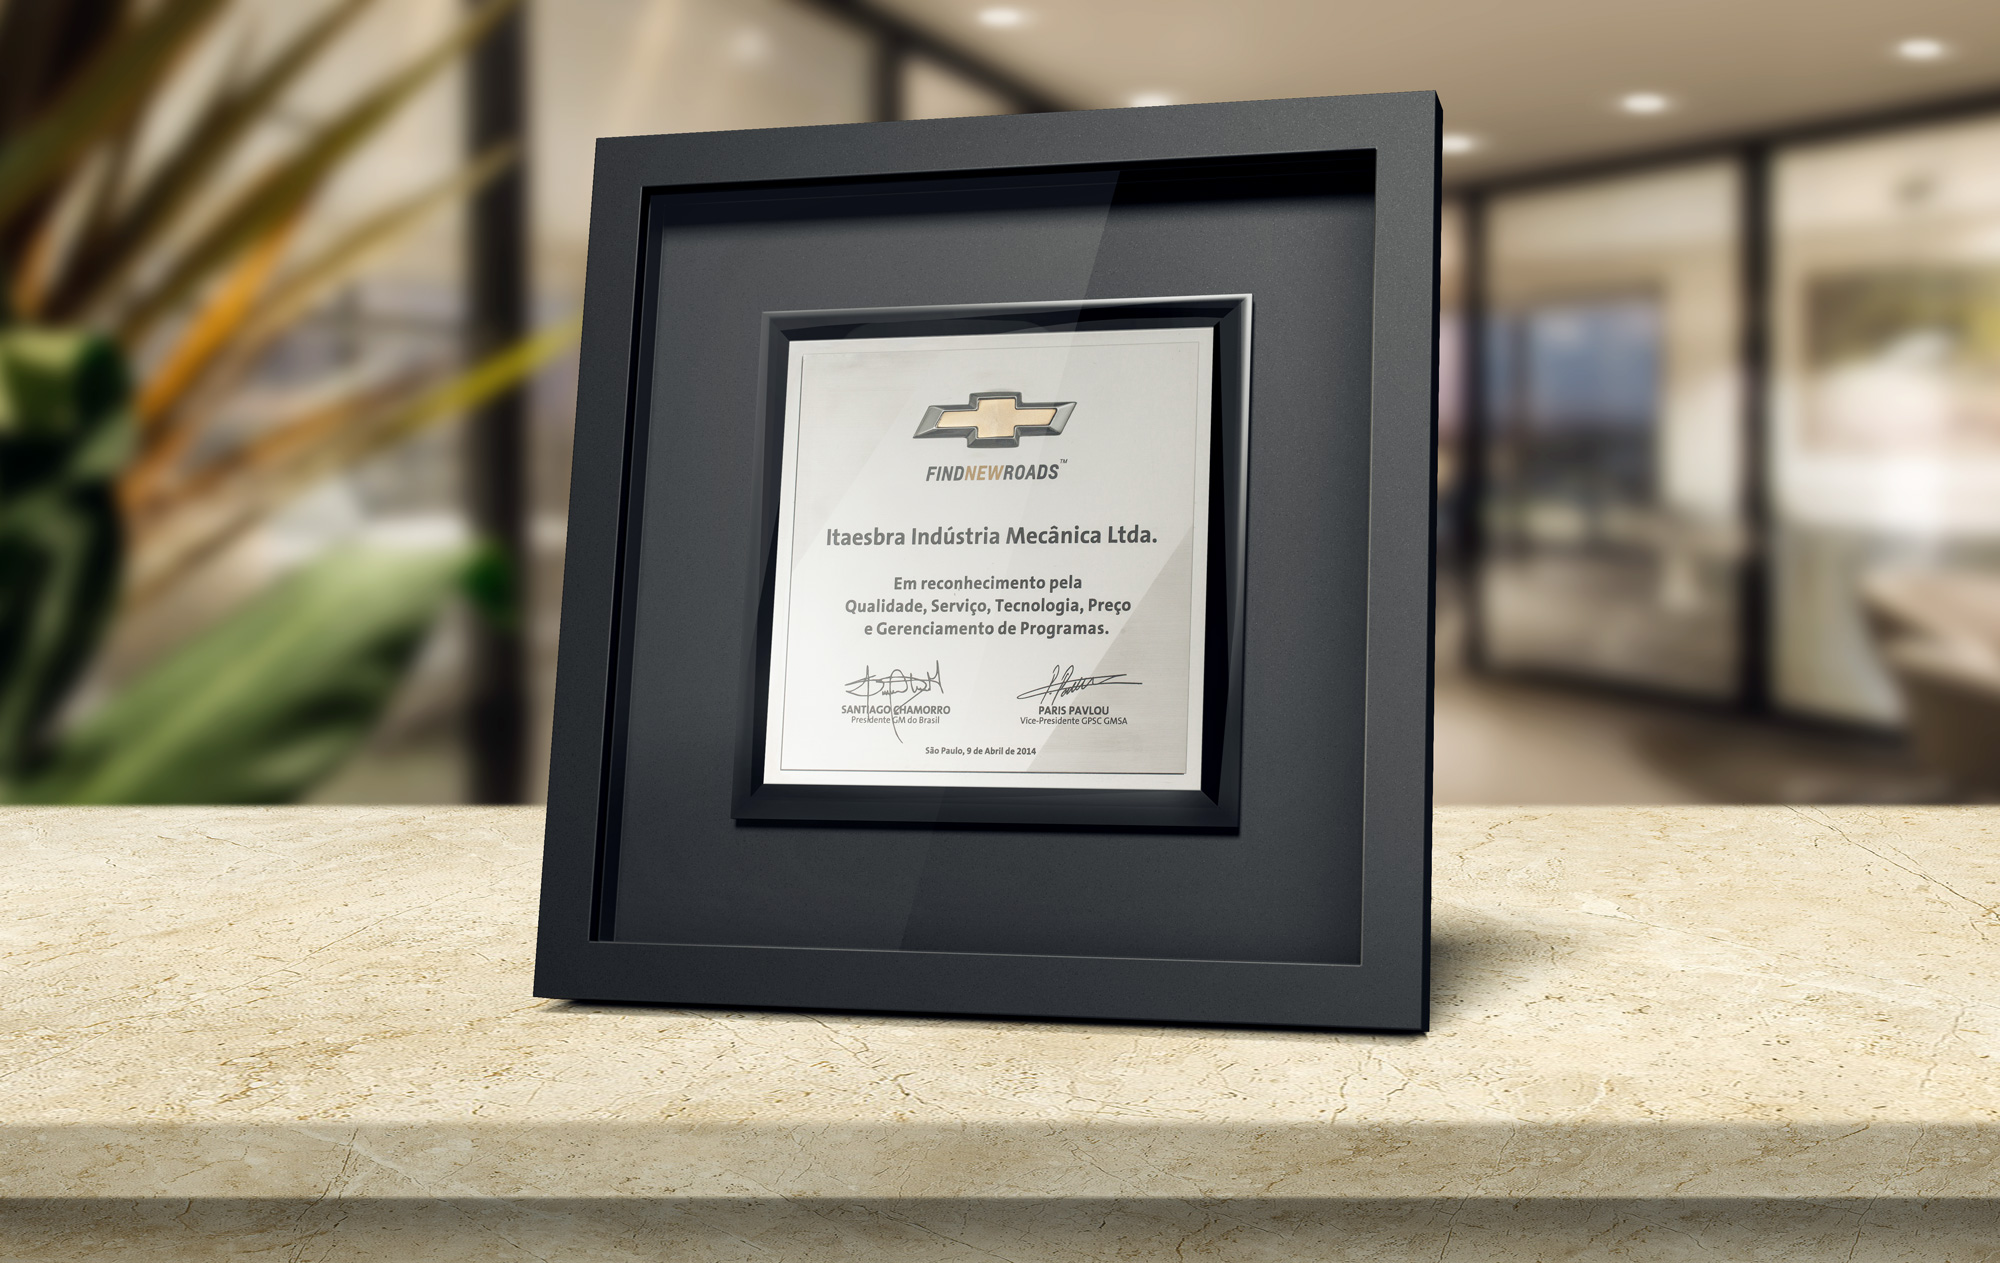 FINDNEWROADS™
Itaesbra Indústria Mecânica Ltda.
Em reconhecimento pela
Qualidade, Serviço, Tecnologia, Preço
e Gerenciamento de Programas.
SANTIAGO CHAMORRO
Presidente GM do Brasil
PARIS PAVLOU
Vice-Presidente GPSC GMSA
São Paulo, 9 de Abril de 2014